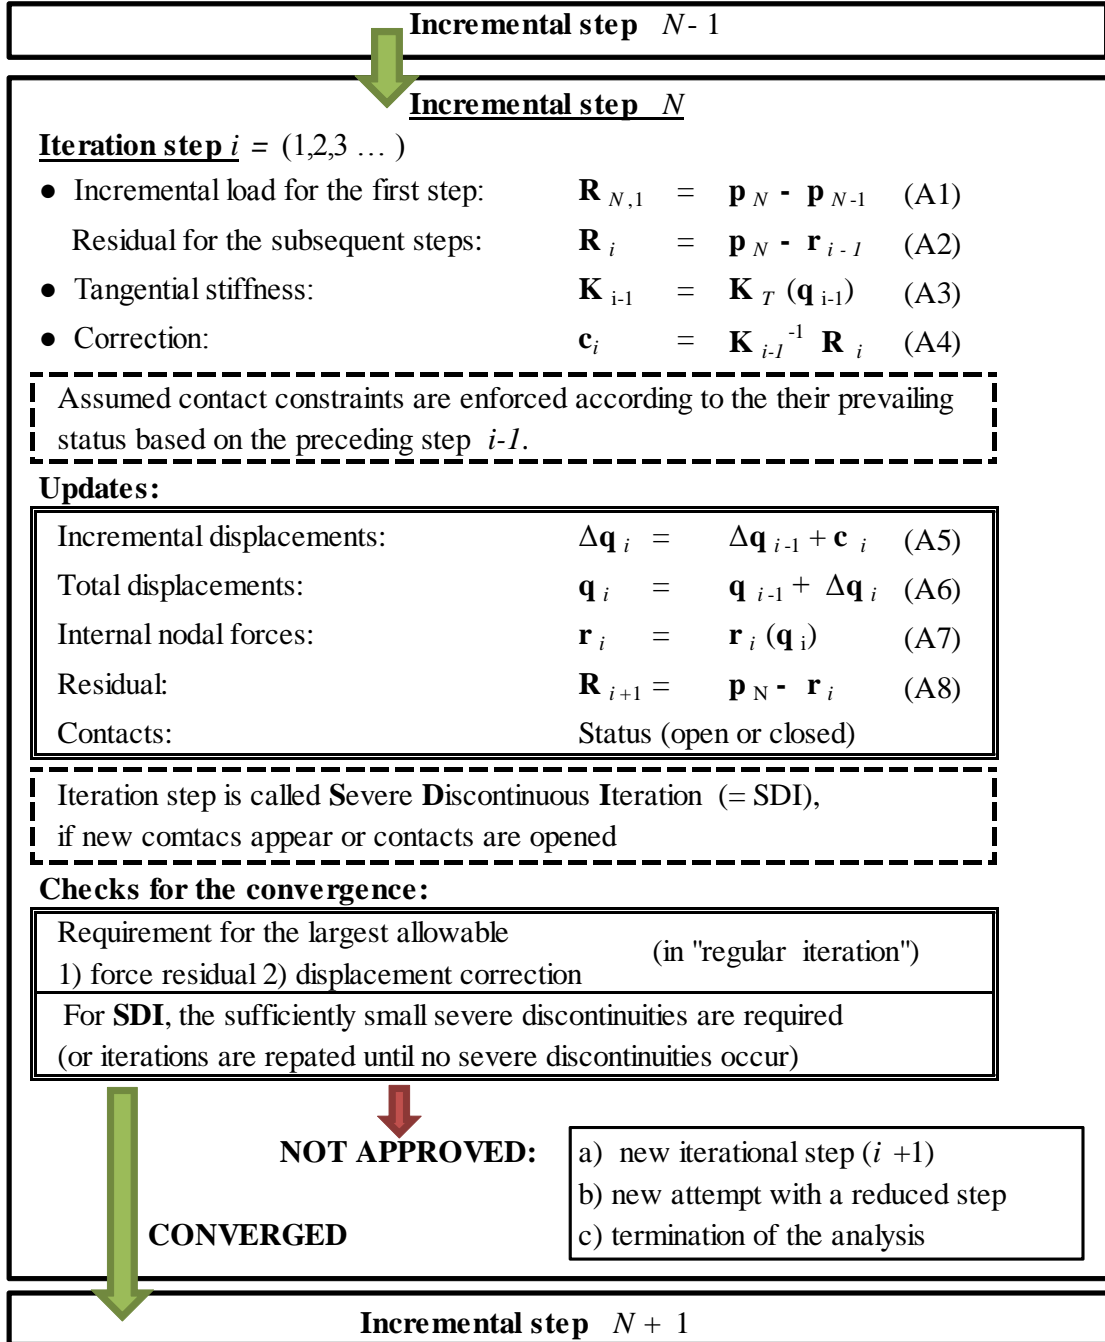 Incremental step N- 1
Incremental step N
Iteration step i = (1,2,3 … )
● Incremental load for the first step: R N,1 = p N - p N-1 (A1)
Residual for the subsequent steps: R i = p N - r i - 1 (A2)
● Tangential stiffness: K i-1 = K T (q i-1) (A3)
● Correction: c i = K i-1 -1 R i (A4)
Assumed contact constraints are enforced according to the their prevailing
status based on the preceding step i-1.
Updates:
Incremental displacements: Δq i = Δq i-1 + c i (A5)
Total displacements: q i = q i-1 + Δq i (A6)
Internal nodal forces: r i = r i (q i) (A7)
Residual: R i+1 = p N - r i (A8)
Contacts: Status (open or closed)
Iteration step is called Severe Discontinuous Iteration (= SDI),
if new comtacs appear or contacts are opened
Checks for the convergence:
Requirement for the largest allowable
1) force residual 2) displacement correction (in "regular iteration")
For SDI, the sufficiently small severe discontinuities are required
(or iterations are repated until no severe discontinuities occur)
NOT APPROVED: a) new iterational step (i +1)
b) new attempt with a reduced step
CONVERGED c) termination of the analysis
Incremental step N + 1